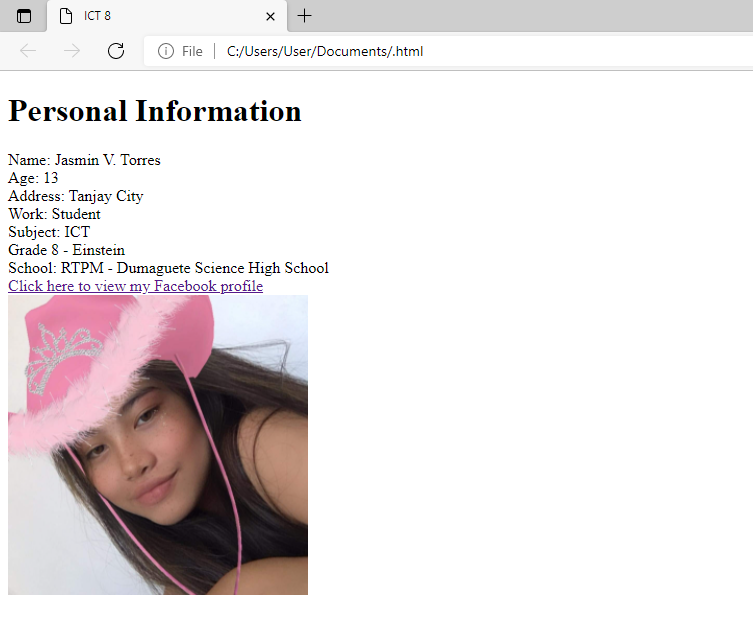 ICT 8
File
C:/Users/User/Documents/.html
Personal Information
Name: Jasmin V. Torres
Age: 13
Address: Tanjay City
Work: Student
Subject: ICT
Grade 8 - Einstein
School: RTPM - Dumaguete Science High School
Click here to view my Facebook profile